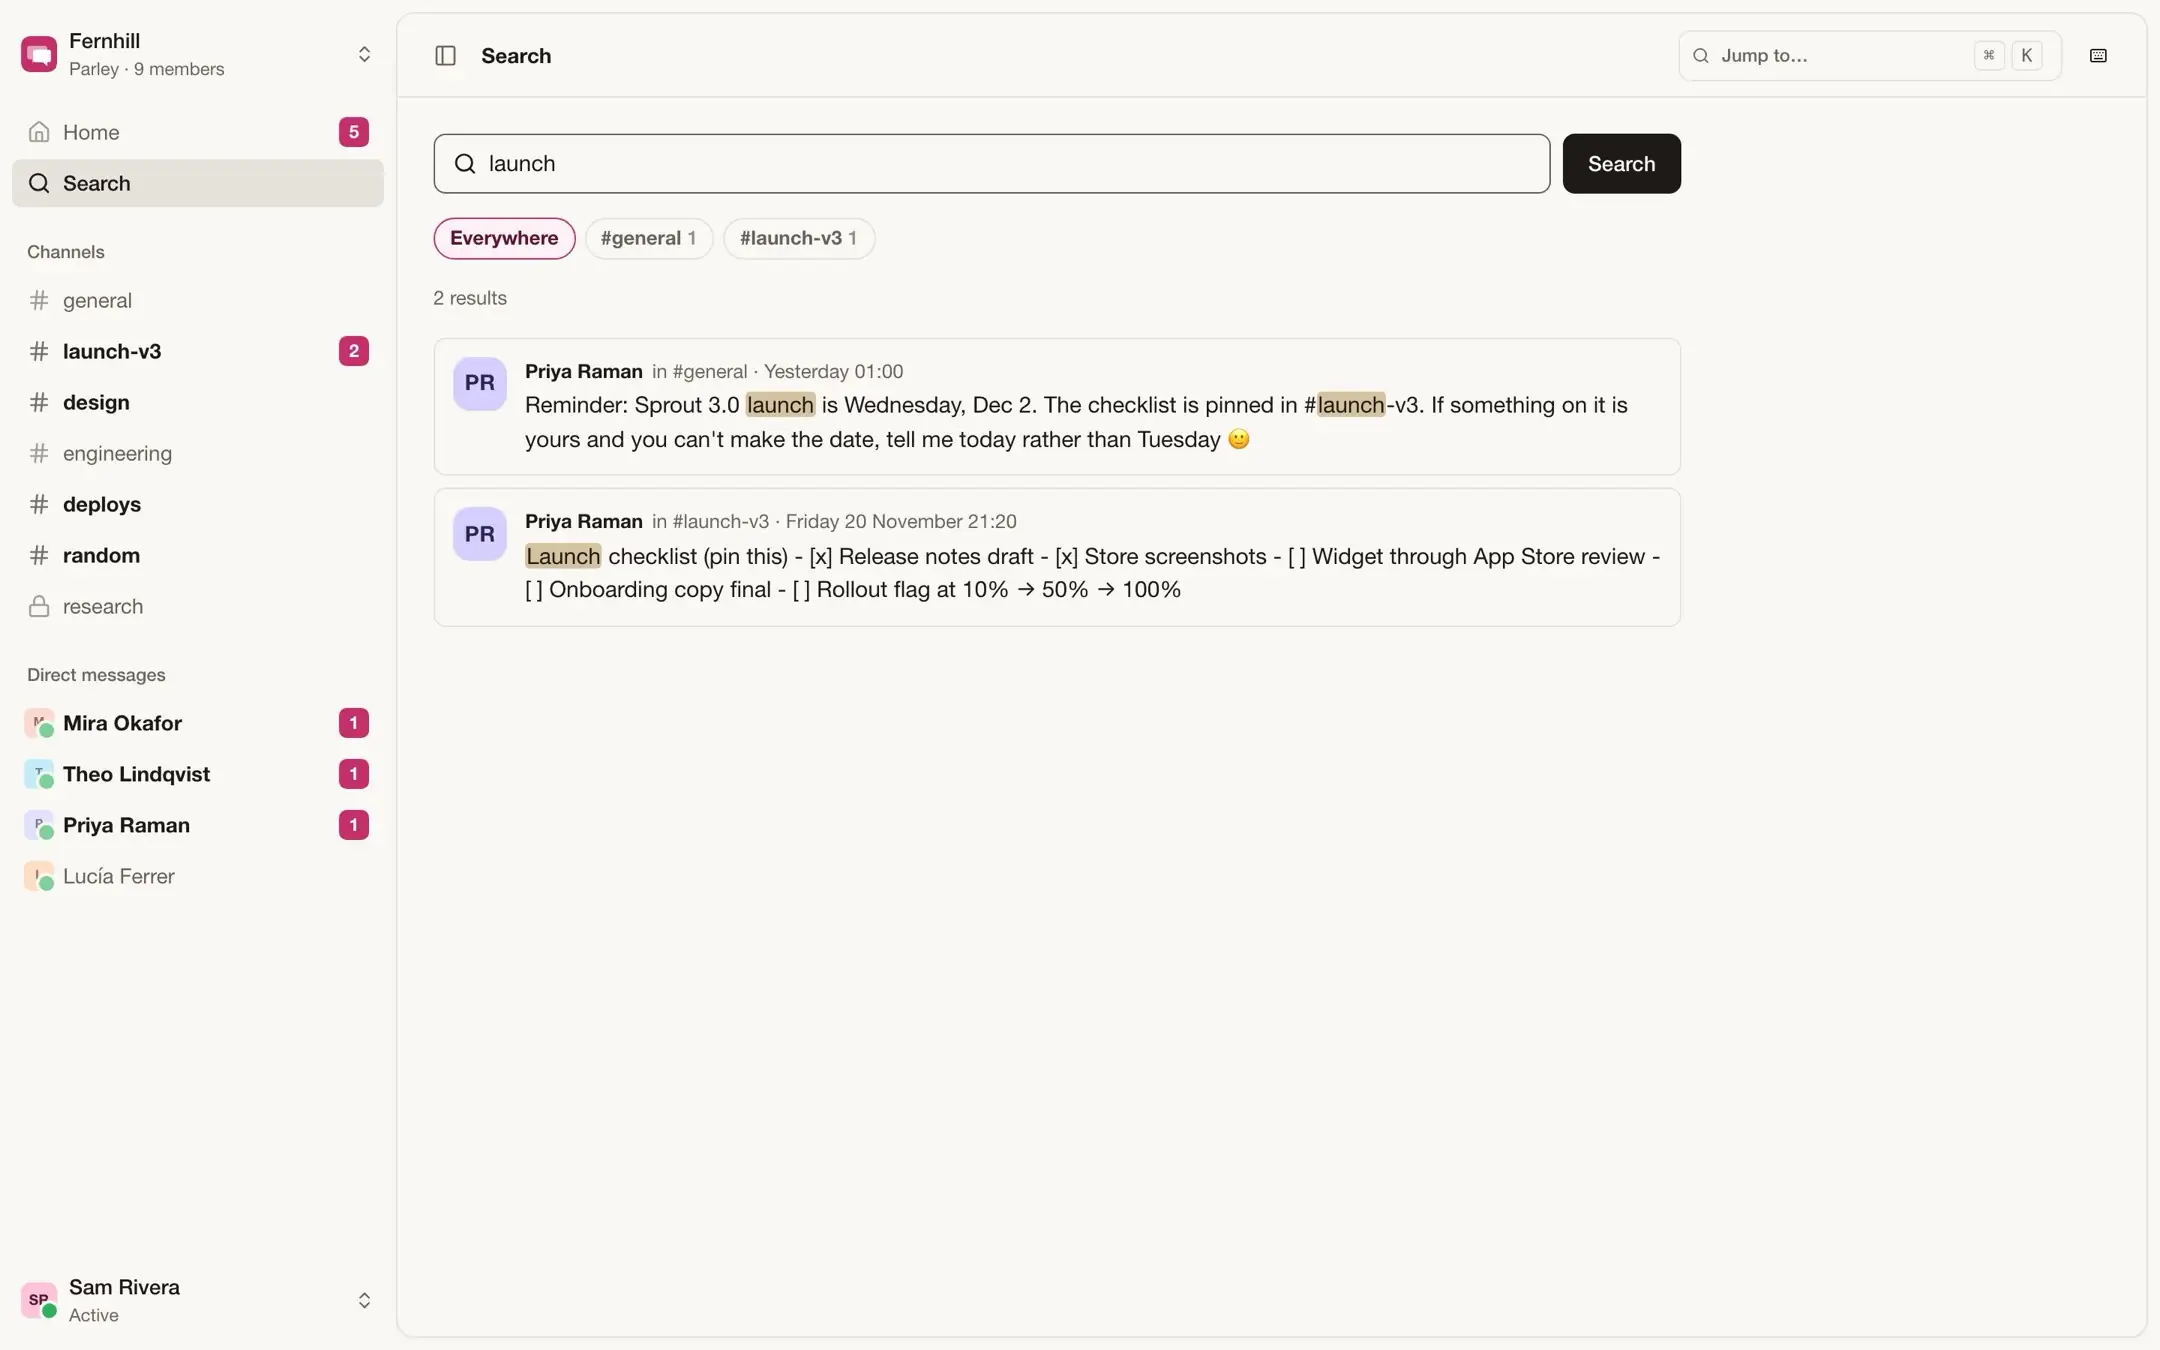 Fernhill
Parley · 9 members
Home 5
Search
Channels
general
launch-v3 2
design
engineering
deploys
random
research
Direct messages
M Mira Okafor 1
T Theo Lindqvist 1
P Priya Raman 1
L Lucía Ferrer
SR Sam Rivera
Active
Search
Jump to… ⌘ K
launch
Search
Everywhere #general 1 #launch-v3 1
2 results
PR
Priya Raman in #general · Yesterday 01:00
Reminder: Sprout 3.0 launch is Wednesday, Dec 2. The checklist is pinned in #launch-v3. If something on it is
yours and you can't make the date, tell me today rather than Tuesday 🙂
PR
Priya Raman in #launch-v3 · Friday 20 November 21:20
Launch checklist (pin this) - [x] Release notes draft - [x] Store screenshots - [ ] Widget through App Store review -
[ ] Onboarding copy final - [ ] Rollout flag at 10% → 50% → 100%